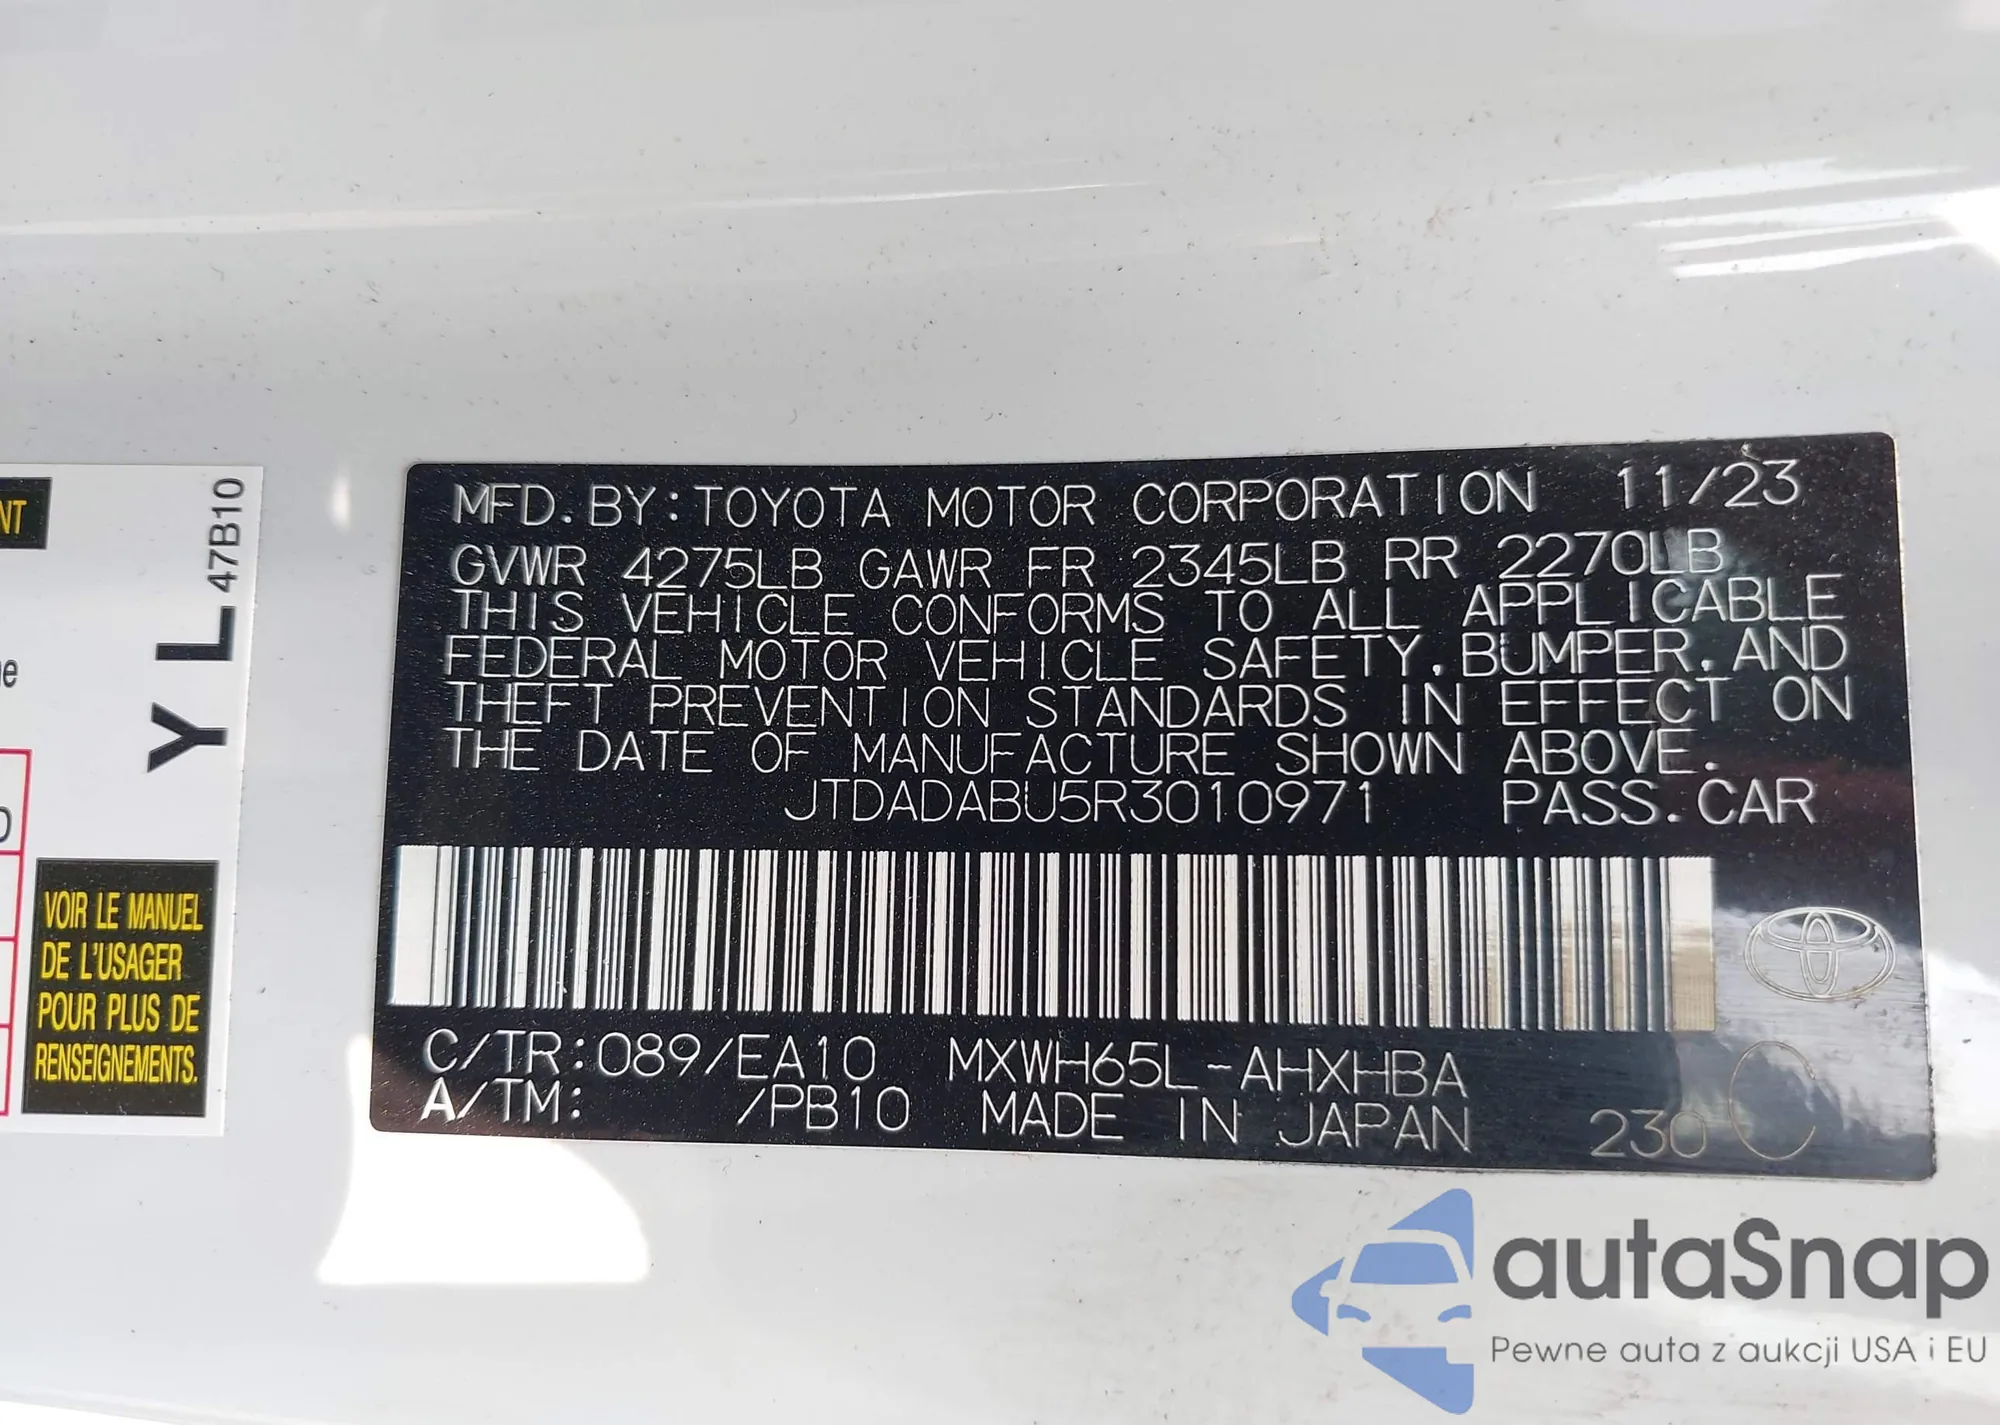 NT
YL 47B10
e
0
VOIR LE MANUEL
DE L'USAGER
POUR PLUS DE
RENSEIGNEMENTS.
MFD.BY:TOYOTA MOTOR CORPORATION 11/23
GVWR 4275LB GAWR FR 2345LB RR 2270LB
THIS VEHICLE CONFORMS TO ALL APPLICABLE
FEDERAL MOTOR VEHICLE SAFETY,BUMPER,AND
THEFT PREVENTION STANDARDS IN EFFECT ON
THE DATE OF MANUFACTURE SHOWN ABOVE.
JTDADABU5R3010971 PASS.CAR
C/TR:089/EA10 MXWH65L-AHXHBA
A/TM: /PB10 MADE IN JAPAN 230 C
autaSnap
Pewne auta z aukcji USA i EU